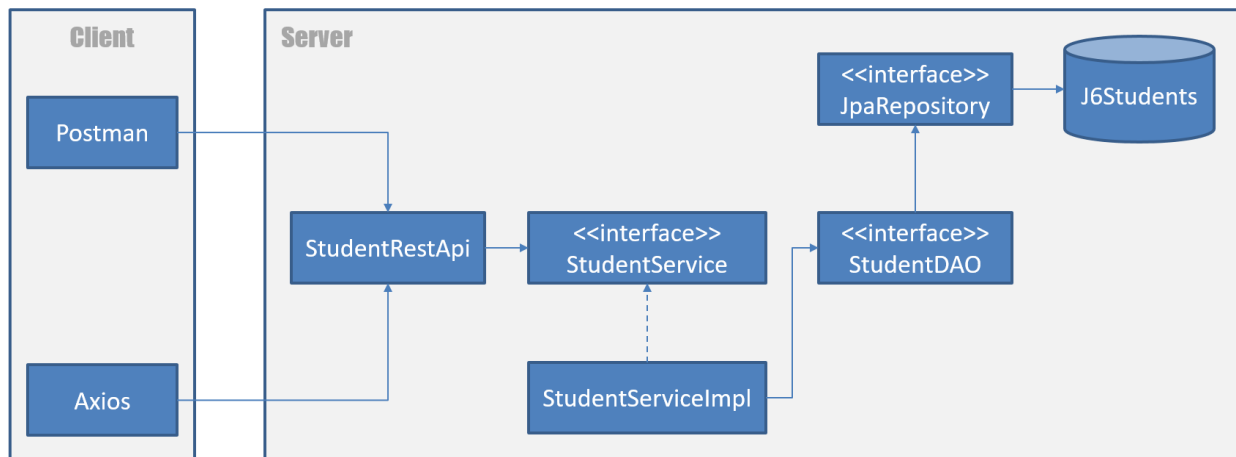 Client
Server
Postman
Axios
StudentRestApi
<<interface>>
StudentService
StudentServiceImpl
<<interface>>
JpaRepository
<<interface>>
StudentDAO
J6Students